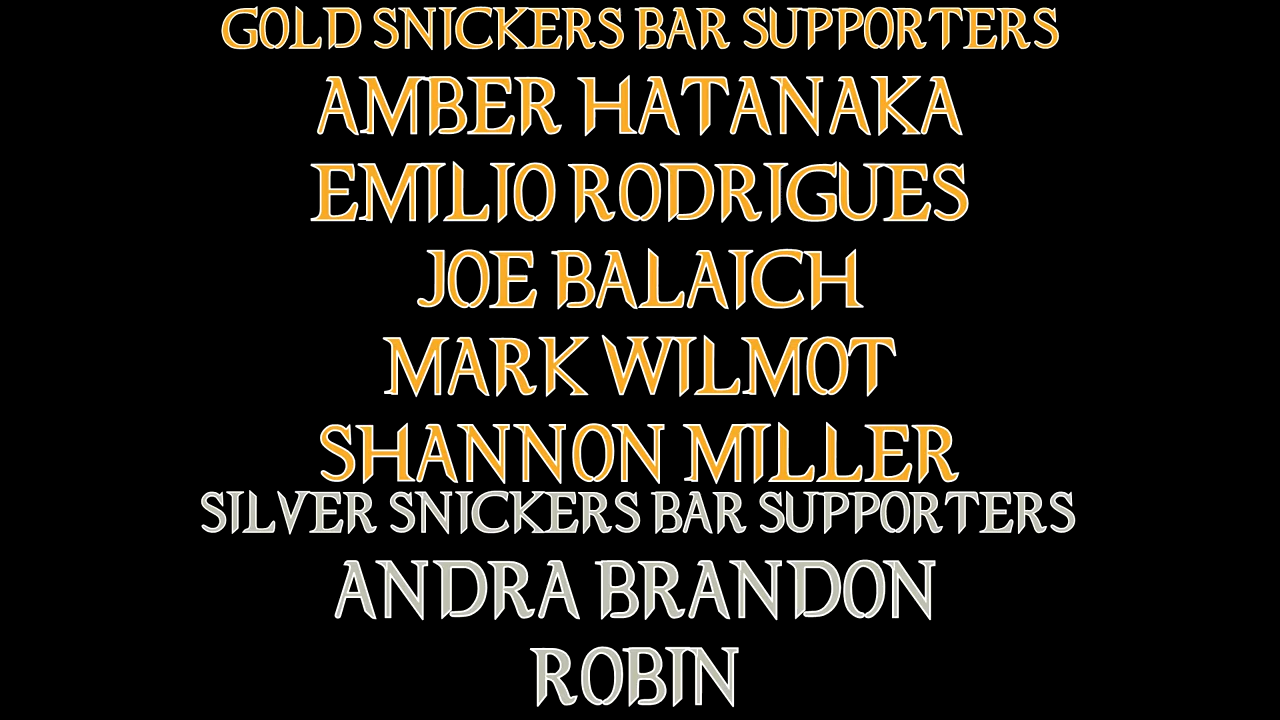 GOLD SNICKERS BAR SUPPORTERS
AMBER HATANAKA
EMILIO RODRIGUES
JOE BALAICH
MARK WILMOT
SHANNON MILLER
SILVER SNICKERS BAR SUPPORTERS
ANDRA BRANDON
ROBIN